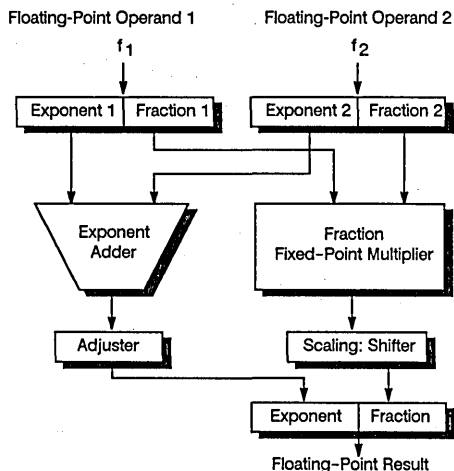 Floating-Point Operand 1 Floating-Point Operand 2
f1 f2
Exponent 1 Fraction 1 Exponent 2 Fraction 2
Exponent
Adder
Fraction
Fixed-Point Multiplier
Adjuster Scaling: Shifter
Exponent Fraction
Floating-Point Result